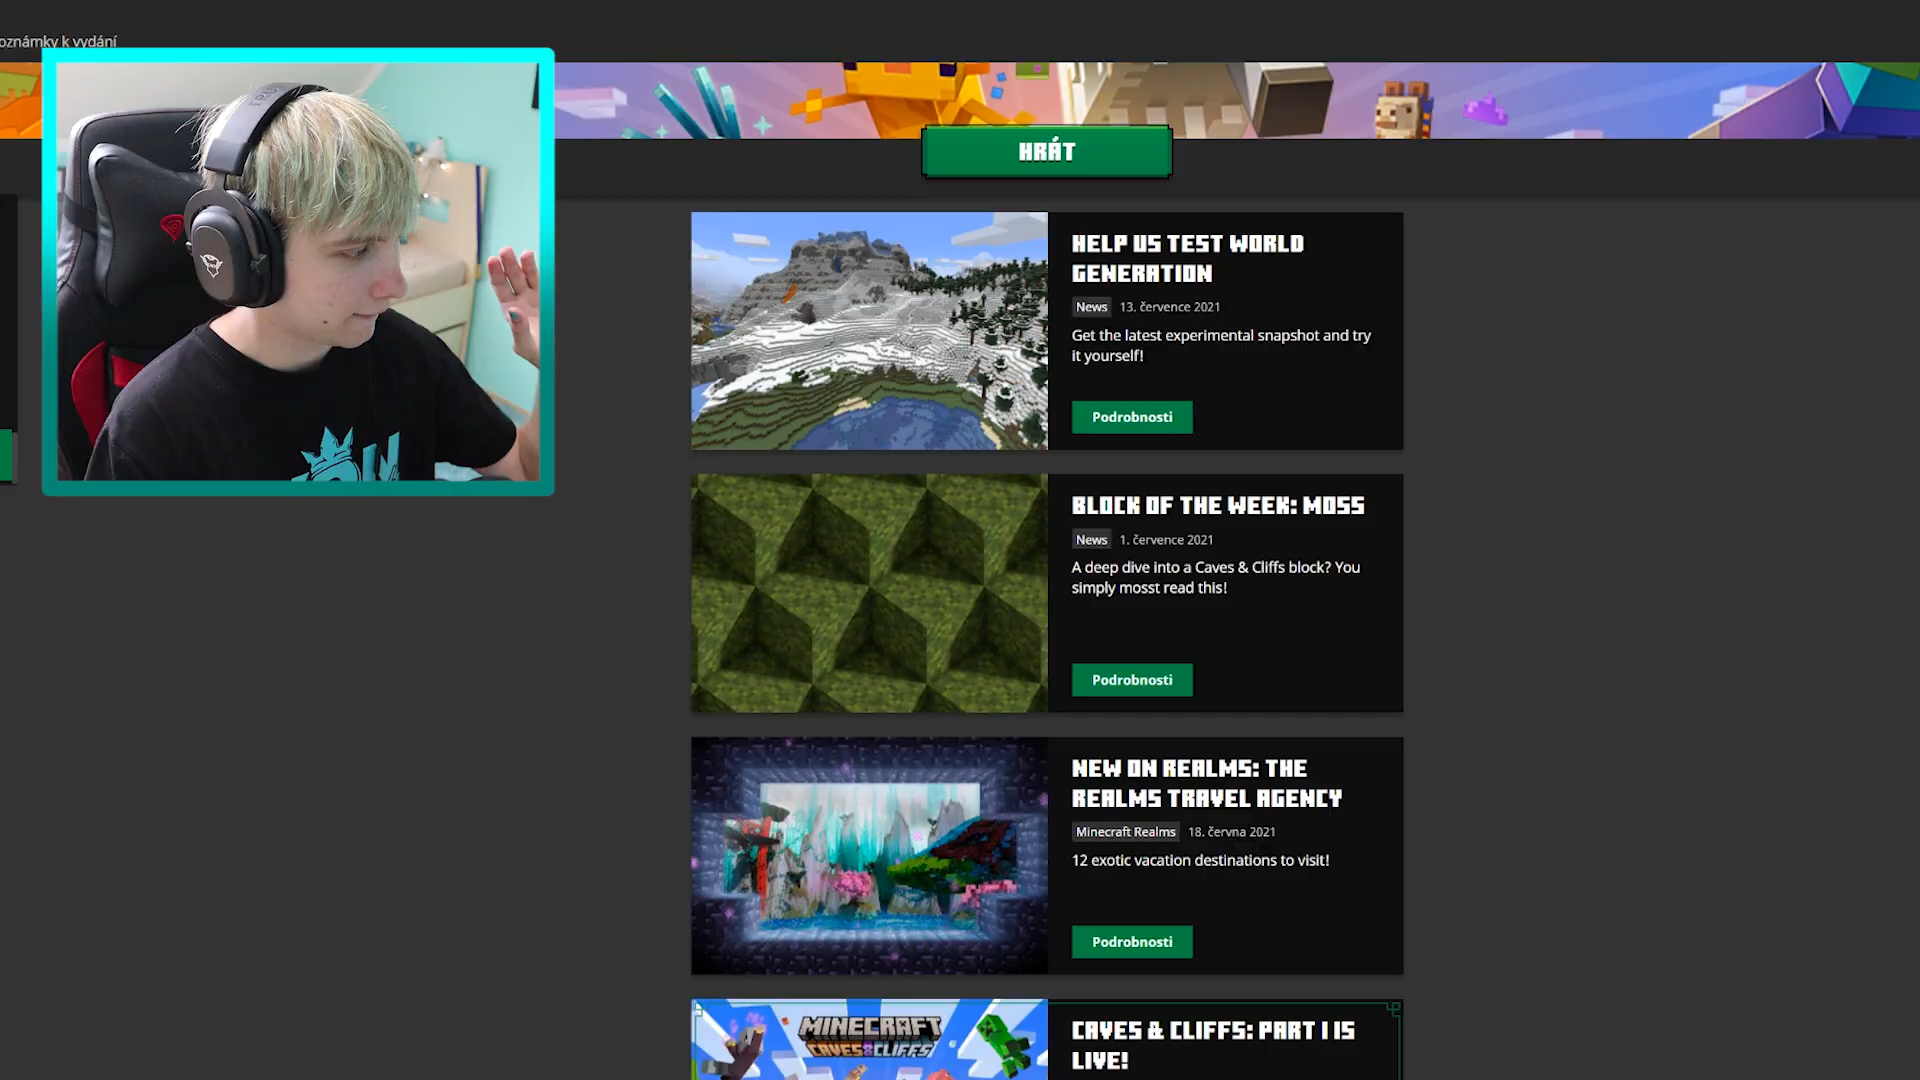 oznámky k vydání
TRU
HRÁT
HELP US TEST WORLD
GENERATION
News 13. července 2021
Get the latest experimental snapshot and try
it yourself!
Podrobnosti
BLOCK OF THE WEEK: MOSS
News 1. července 2021
A deep dive into a Caves & Cliffs block? You
simply mosst read this!
Podrobnosti
NEW ON REALMS: THE
REALMS TRAVEL AGENCY
Minecraft Realms 18. června 2021
12 exotic vacation destinations to visit!
Podrobnosti
MINECRAFT
CAVES & CLIFFS
CAVES & CLIFFS: PART I IS
LIVE!